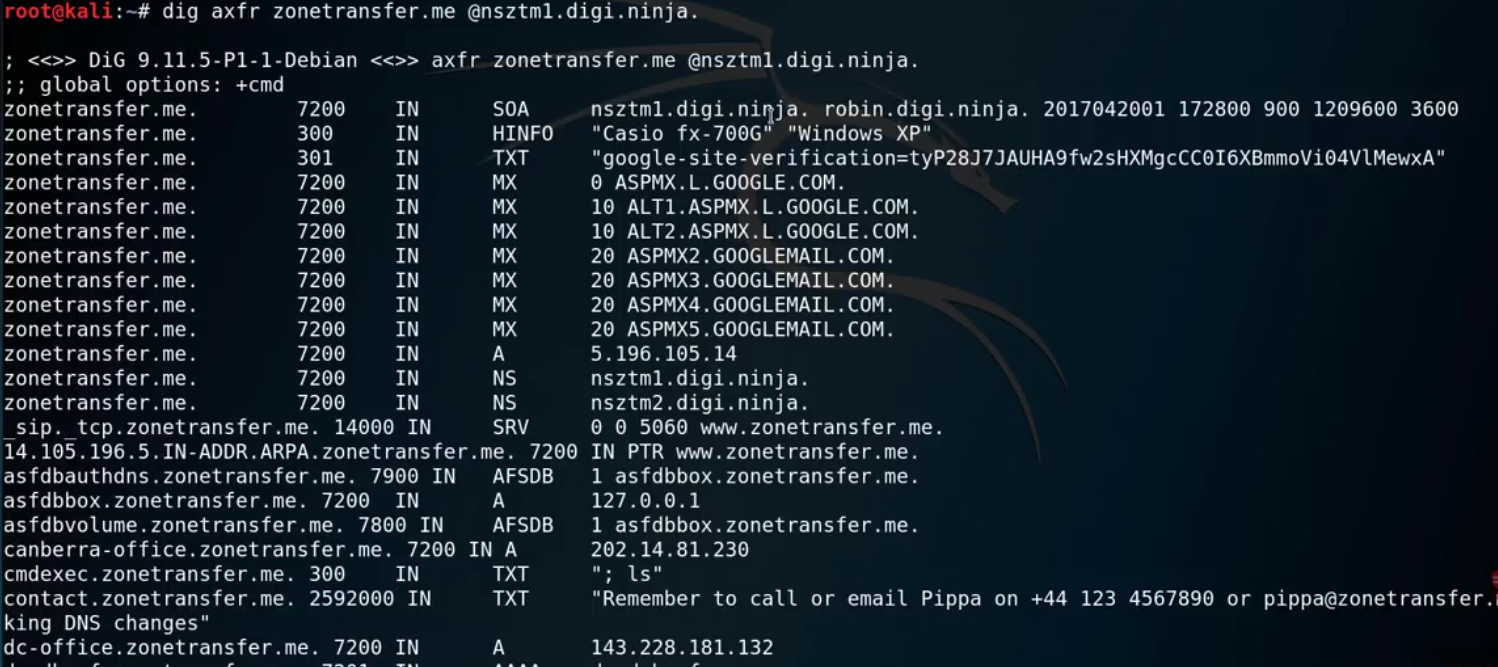 root@kali:~# dig axfr zonetransfer.me @nsztm1.digi.ninja.
; <<>> DiG 9.11.5-P1-1-Debian <<>> axfr zonetransfer.me @nsztm1.digi.ninja.
;; global options: +cmd
zonetransfer.me. 7200 IN SOA nsztm1.digi.ninja. robin.digi.ninja. 2017042001 172800 900 1209600 3600
zonetransfer.me. 300 IN HINFO "Casio fx-700G" "Windows XP"
zonetransfer.me. 301 IN TXT "google-site-verification=tyP28J7JAUHA9fw2sHXMgcCC0I6XBmmoVi04VlMewxA"
zonetransfer.me. 7200 IN MX 0 ASPMX.L.GOOGLE.COM.
zonetransfer.me. 7200 IN MX 10 ALT1.ASPMX.L.GOOGLE.COM.
zonetransfer.me. 7200 IN MX 10 ALT2.ASPMX.L.GOOGLE.COM.
zonetransfer.me. 7200 IN MX 20 ASPMX2.GOOGLEMAIL.COM.
zonetransfer.me. 7200 IN MX 20 ASPMX3.GOOGLEMAIL.COM.
zonetransfer.me. 7200 IN MX 20 ASPMX4.GOOGLEMAIL.COM.
zonetransfer.me. 7200 IN MX 20 ASPMX5.GOOGLEMAIL.COM.
zonetransfer.me. 7200 IN A 5.196.105.14
zonetransfer.me. 7200 IN NS nsztm1.digi.ninja.
zonetransfer.me. 7200 IN NS nsztm2.digi.ninja.
_sip._tcp.zonetransfer.me. 14000 IN SRV 0 0 5060 www.zonetransfer.me.
14.105.196.5.IN-ADDR.ARPA.zonetransfer.me. 7200 IN PTR www.zonetransfer.me.
asfdbauthdns.zonetransfer.me. 7900 IN AFSDB 1 asfdbbox.zonetransfer.me.
asfdbbox.zonetransfer.me. 7200 IN A 127.0.0.1
asfdbvolume.zonetransfer.me. 7800 IN AFSDB 1 asfdbbox.zonetransfer.me.
canberra-office.zonetransfer.me. 7200 IN A 202.14.81.230
cmdexec.zonetransfer.me. 300 IN TXT "; ls"
contact.zonetransfer.me. 2592000 IN TXT "Remember to call or email Pippa on +44 123 4567890 or pippa@zonetransfer.
king DNS changes"
dc-office.zonetransfer.me. 7200 IN A 143.228.181.132